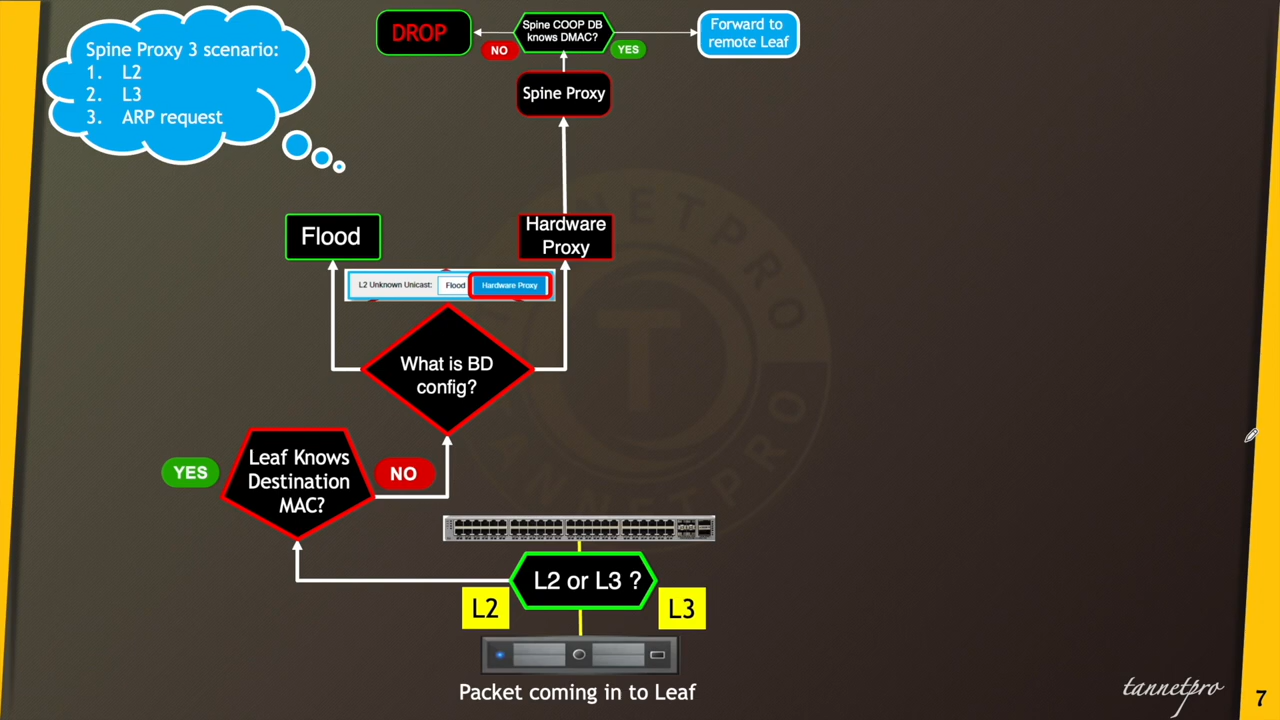 Spine Proxy 3 scenario:
1. L2
2. L3
3. ARP request
DROP
Spine COOP DB
knows DMAC?
Forward to
remote Leaf
NO
YES
Spine Proxy
Flood
Hardware
Proxy
L2 Unknown Unicast: Flood Hardware Proxy
What is BD
config?
YES
Leaf Knows
Destination
MAC?
NO
L2 or L3 ?
L2
L3
Packet coming in to Leaf
TANNETPRO
TANNETPRO
T
tannetpro
7